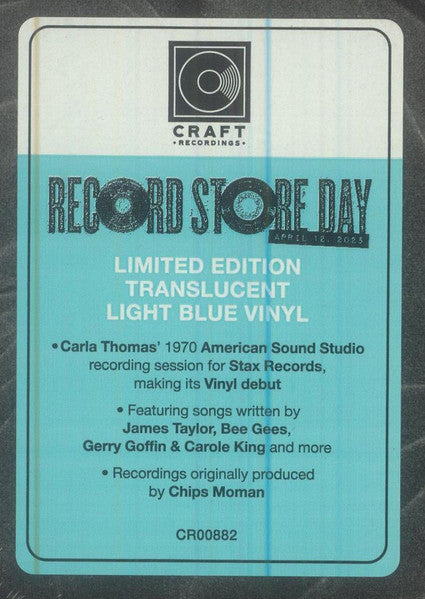 CRAFT
• RECORDINGS •
RECORD STORE DAY
APRIL 12, 2025
LIMITED EDITION
TRANSLUCENT
LIGHT BLUE VINYL
• Carla Thomas' 1970 American Sound Studio
recording session for Stax Records,
making its Vinyl debut
• Featuring songs written by
James Taylor, Bee Gees,
Gerry Goffin & Carole King and more
• Recordings originally produced
by Chips Moman
CR00882